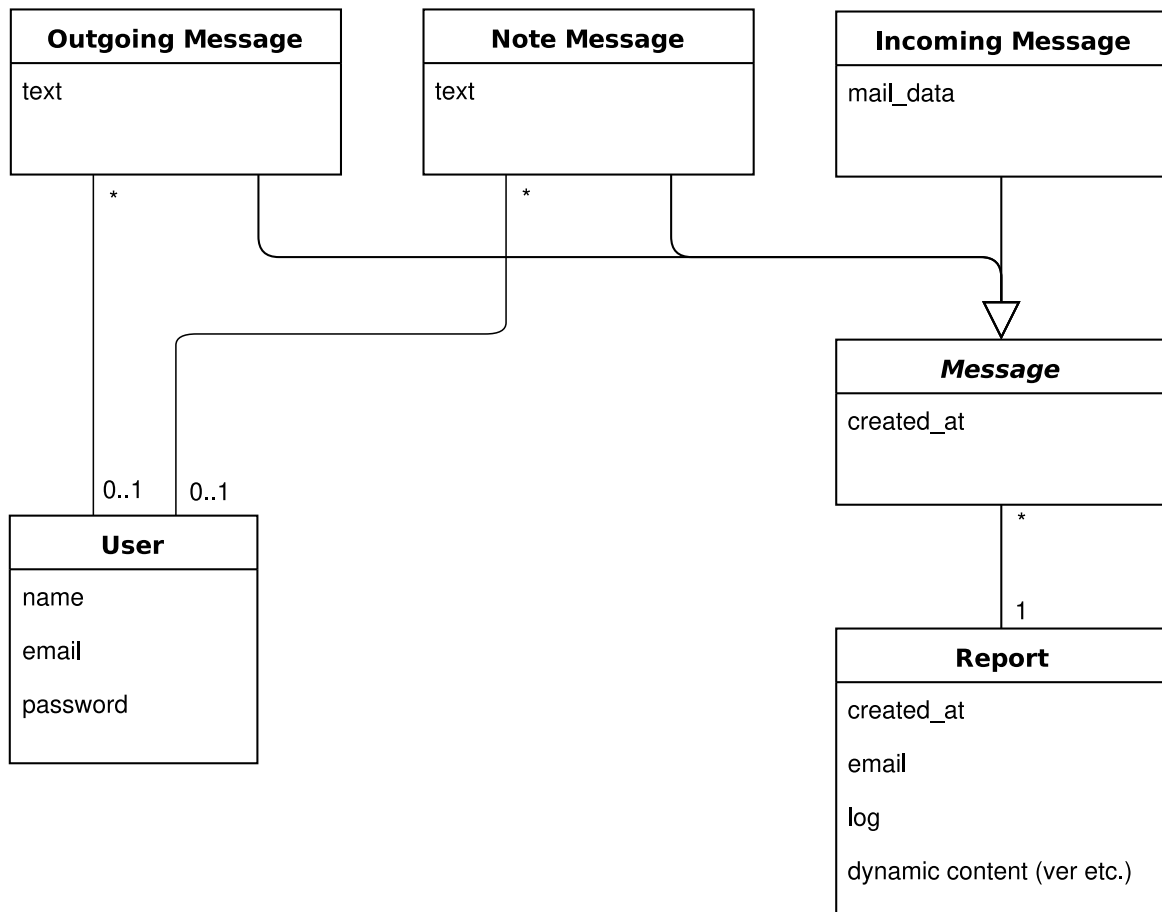 Outgoing Message
text
Note Message
text
Incoming Message
mail_data
*
*
Message
created_at
0..1
0..1
User
name
email
password
*
1
Report
created_at
email
log
dynamic content (ver etc.)